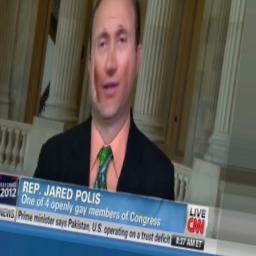 2012
REP. JARED POLIS
One of 4 openly gay members of Congress
LIVE
CNN
NEWS Prime minister says Pakistan, U.S. operating on a trust deficit
8:37 AM ET